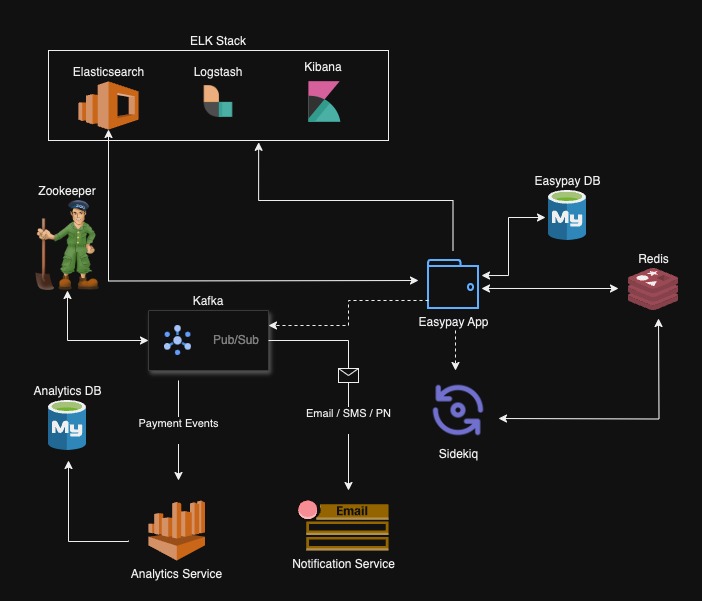 ELK Stack
Elasticsearch
Logstash
Kibana
Zookeeper
Easypay DB
My
Redis
Kafka
Pub/Sub
Easypay App
Analytics DB
My
Payment Events
Email / SMS / PN
Sidekiq
Email
Analytics Service
Notification Service